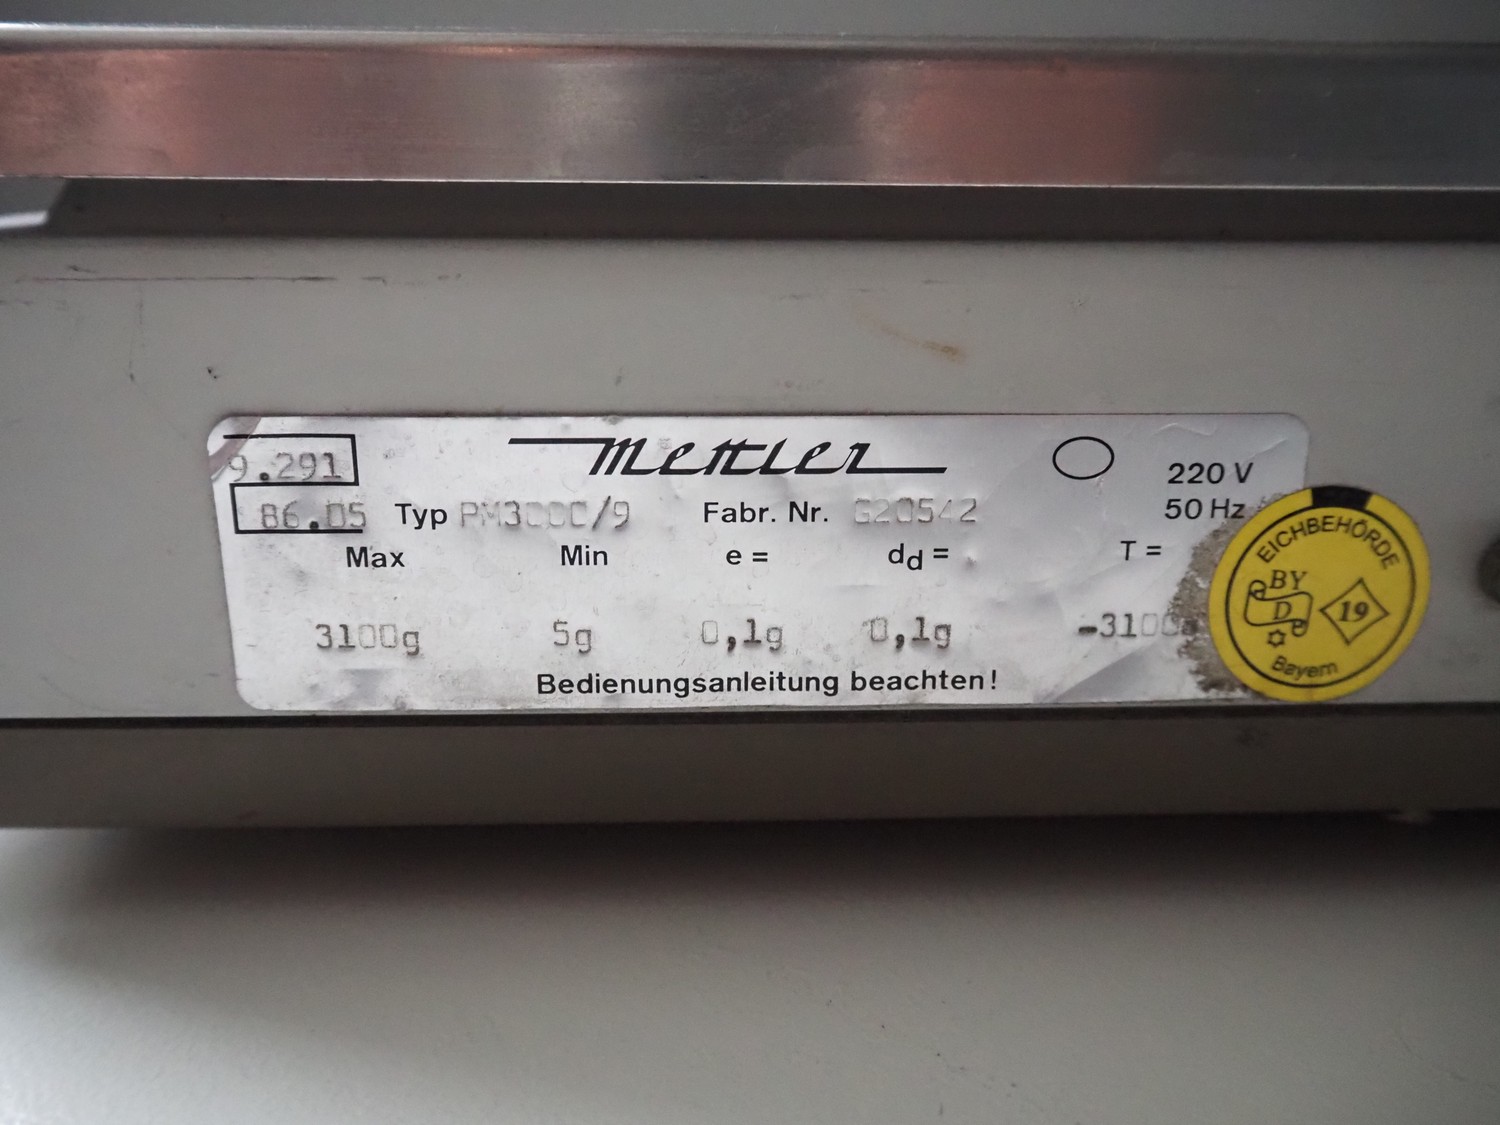 9.291
Mettler
220 V
86.05 Typ PM3000/9 Fabr. Nr. G20542
50 Hz
Max Min e = dd = T =
3100g 5g 0,1g 0,1g -3100g
Bedienungsanleitung beachten!
EICHBEHÖRDE
BY
D
19
Bayern